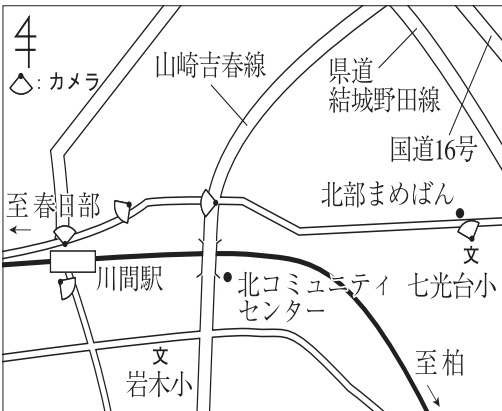 4
: カメラ
山崎吉春線
県道
結城野田線
国道16号
北部まめばん
至春日部
←
川間駅
文
七光台小
北コミュニティ
センター
文
岩木小
至柏